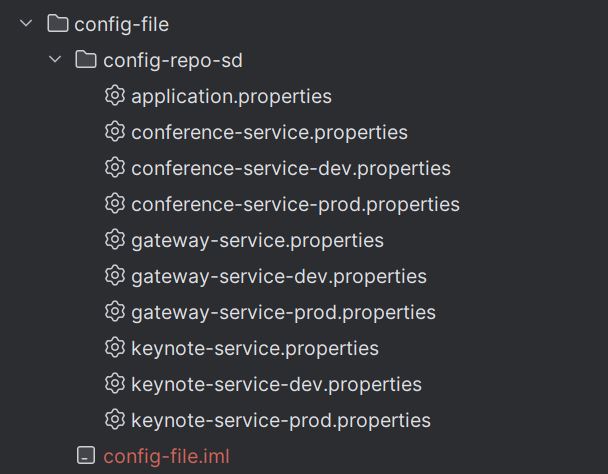 config-file
config-repo-sd
application.properties
conference-service.properties
conference-service-dev.properties
conference-service-prod.properties
gateway-service.properties
gateway-service-dev.properties
gateway-service-prod.properties
keynote-service.properties
keynote-service-dev.properties
keynote-service-prod.properties
config-file.iml